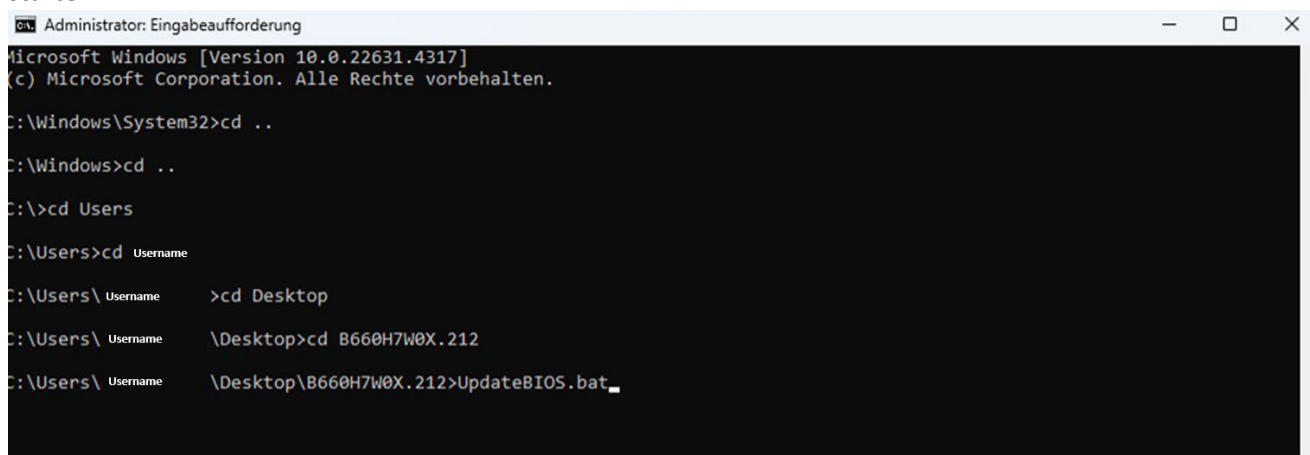 Administrator: Eingabeaufforderung
Microsoft Windows [Version 10.0.22631.4317]
(c) Microsoft Corporation. Alle Rechte vorbehalten.
C:\Windows\System32>cd ..
C:\Windows>cd ..
C:\>cd Users
C:\Users>cd Username
C:\Users\ Username >cd Desktop
C:\Users\ Username \Desktop>cd B660H7W0X.212
C:\Users\ Username \Desktop\B660H7W0X.212>UpdateBIOS.bat